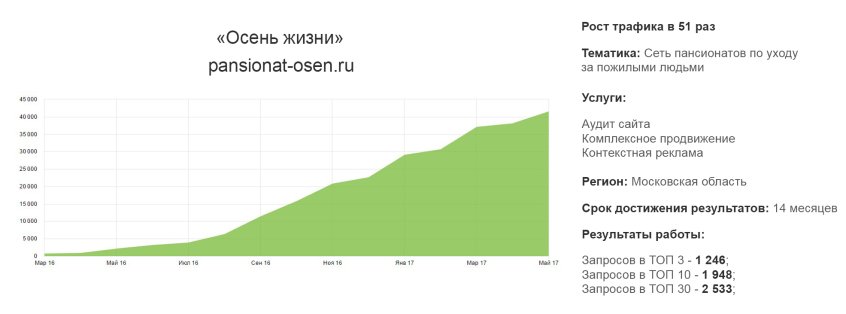 «Осень жизни»
pansionat-osen.ru
45 000
40 000
35 000
30 000
25 000
20 000
15 000
10 000
5 000
0
Мар 16 Май 16 Июл 16 Сен 16 Ноя 16 Янв 17 Мар 17 Май 17
Рост трафика в 51 раз
Тематика: Сеть пансионатов по уходу
за пожилыми людьми
Услуги:
Аудит сайта
Комплексное продвижение
Контекстная реклама
Регион: Московская область
Срок достижения результатов: 14 месяцев
Результаты работы:
Запросов в ТОП 3 - 1 246;
Запросов в ТОП 10 - 1 948;
Запросов в ТОП 30 - 2 533;